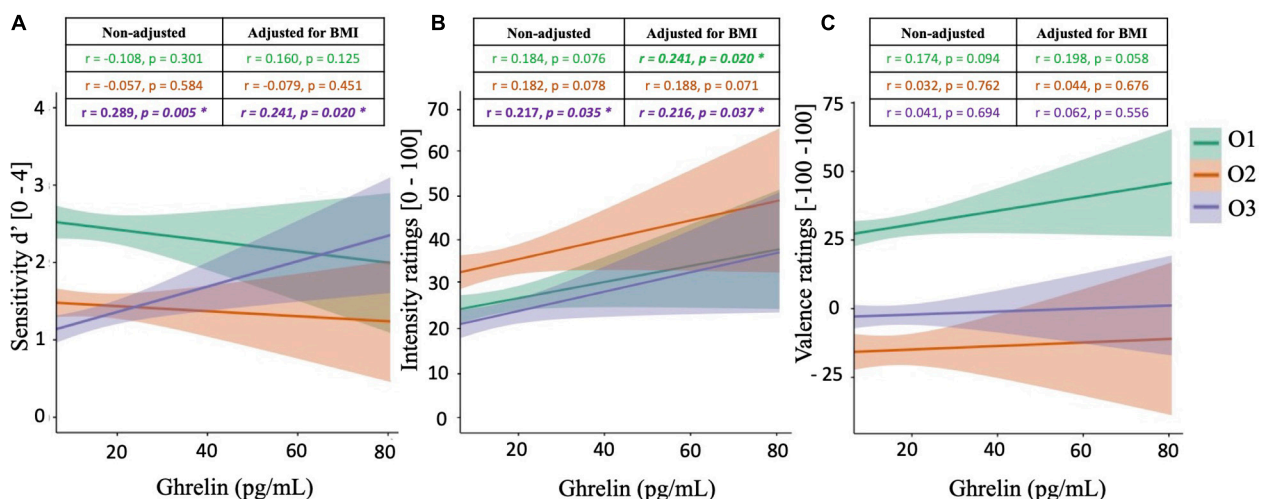 A
Non-adjusted Adjusted for BMI
r = -0.108, p = 0.301 r = 0.160, p = 0.125
r = -0.057, p = 0.584 r = -0.079, p = 0.451
r = 0.289, p = 0.005 * r = 0.241, p = 0.020 *
Sensitivity d' [0 - 4]
4
3
2
1
0
20 40 60 80
Ghrelin (pg/mL)
B
Non-adjusted Adjusted for BMI
r = 0.184, p = 0.076 r = 0.241, p = 0.020 *
r = 0.182, p = 0.078 r = 0.188, p = 0.071
r = 0.217, p = 0.035 * r = 0.216, p = 0.037 *
Intensity ratings [0 - 100]
70
60
50
40
30
20
10
0
20 40 60 80
Ghrelin (pg/mL)
C
Non-adjusted Adjusted for BMI
r = 0.174, p = 0.094 r = 0.198, p = 0.058
r = 0.032, p = 0.762 r = 0.044, p = 0.676
r = 0.041, p = 0.694 r = 0.062, p = 0.556
Valence ratings [-100 -100]
75
50
25
0
- 25
20 40 60 80
Ghrelin (pg/mL)
O1
O2
O3